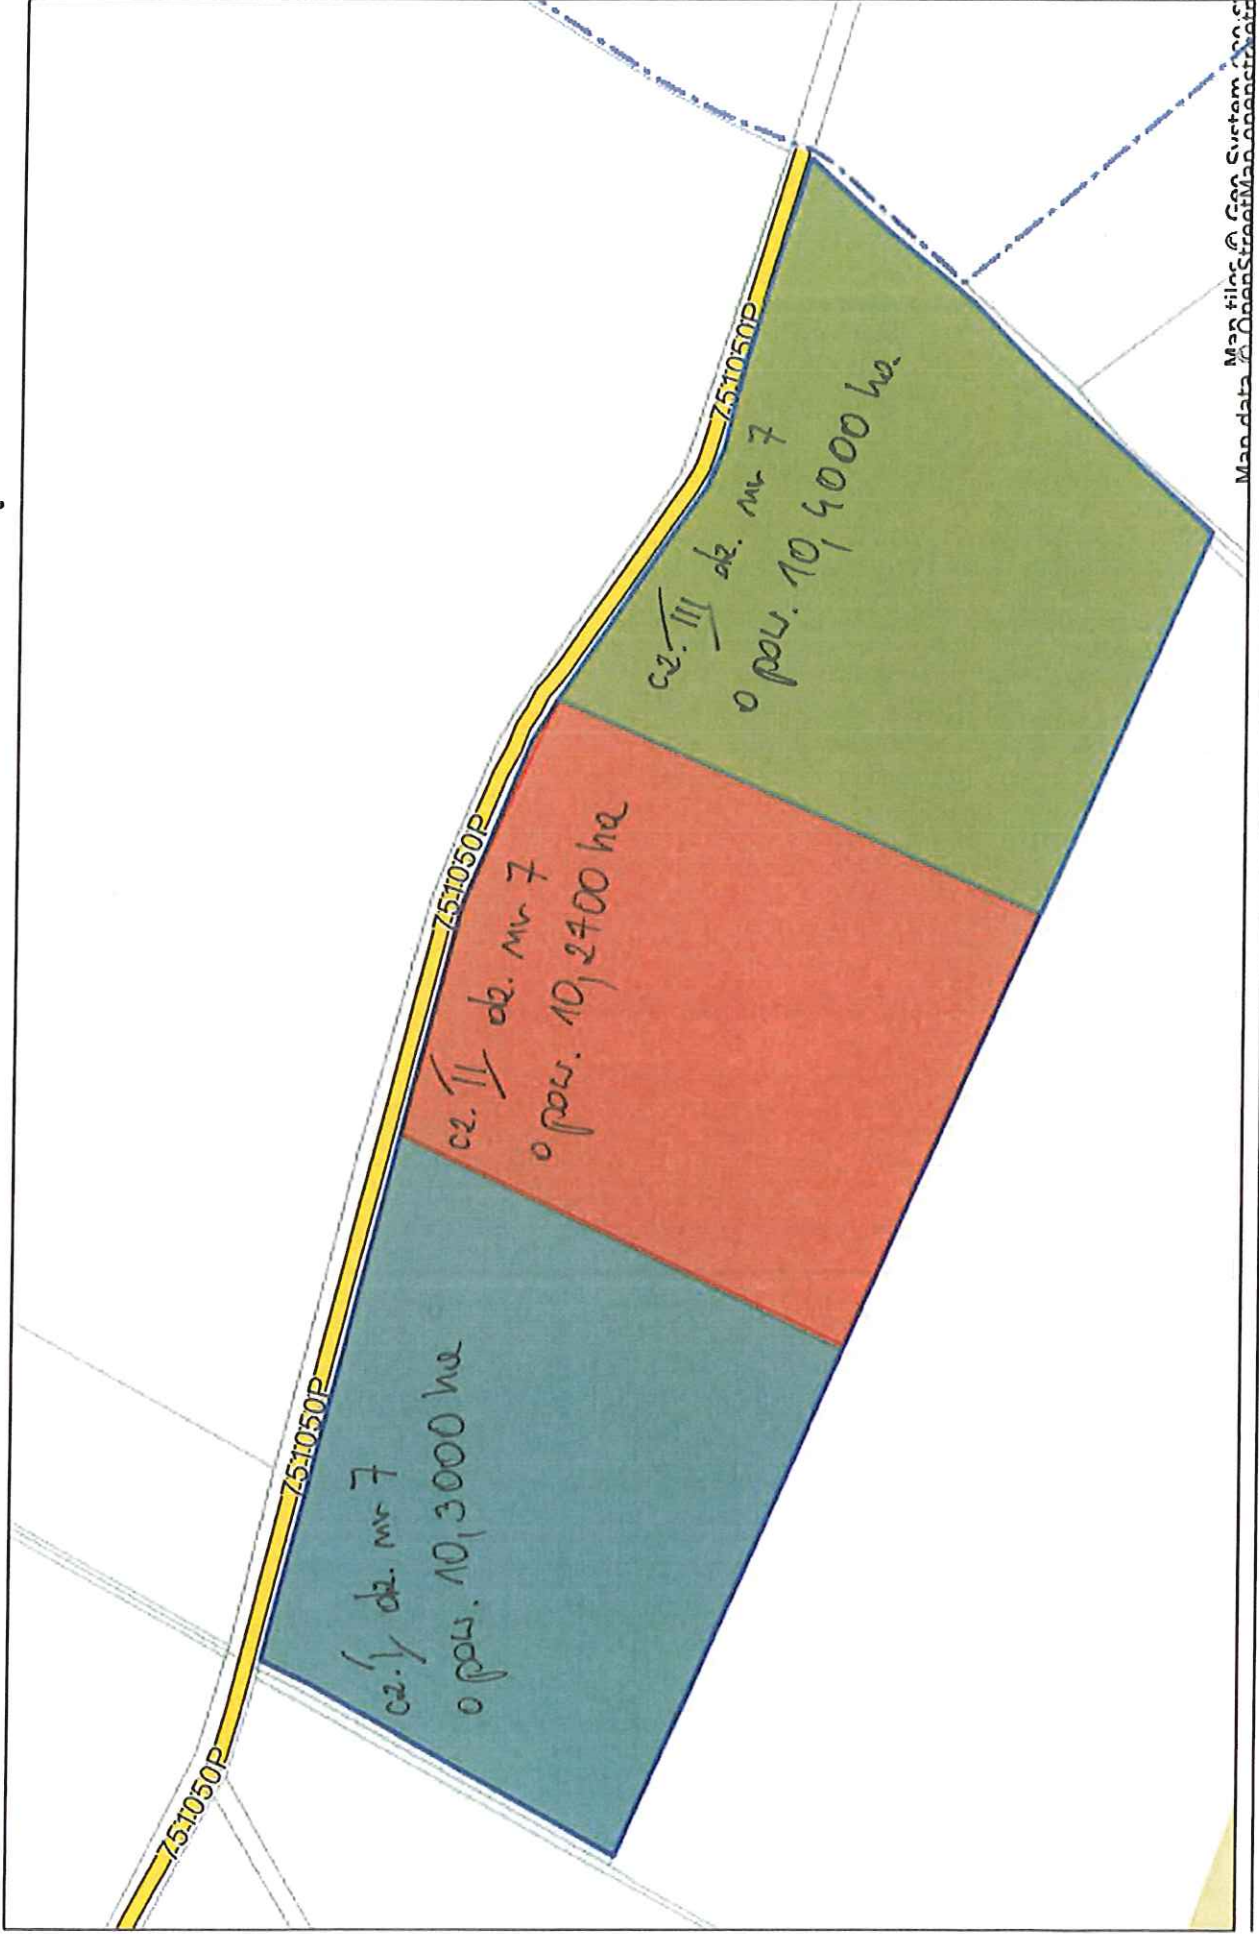 751050P
751050P
751050P
751050P
cz. I dz. nr 7
o pow. 10,3000 ha
cz. II dz. nr 7
o pow. 10,2700 ha
cz. III dz. nr 7
o pow. 10,4000 ha.
Map tiles © Geo-System
Map data © OpenStreetMap